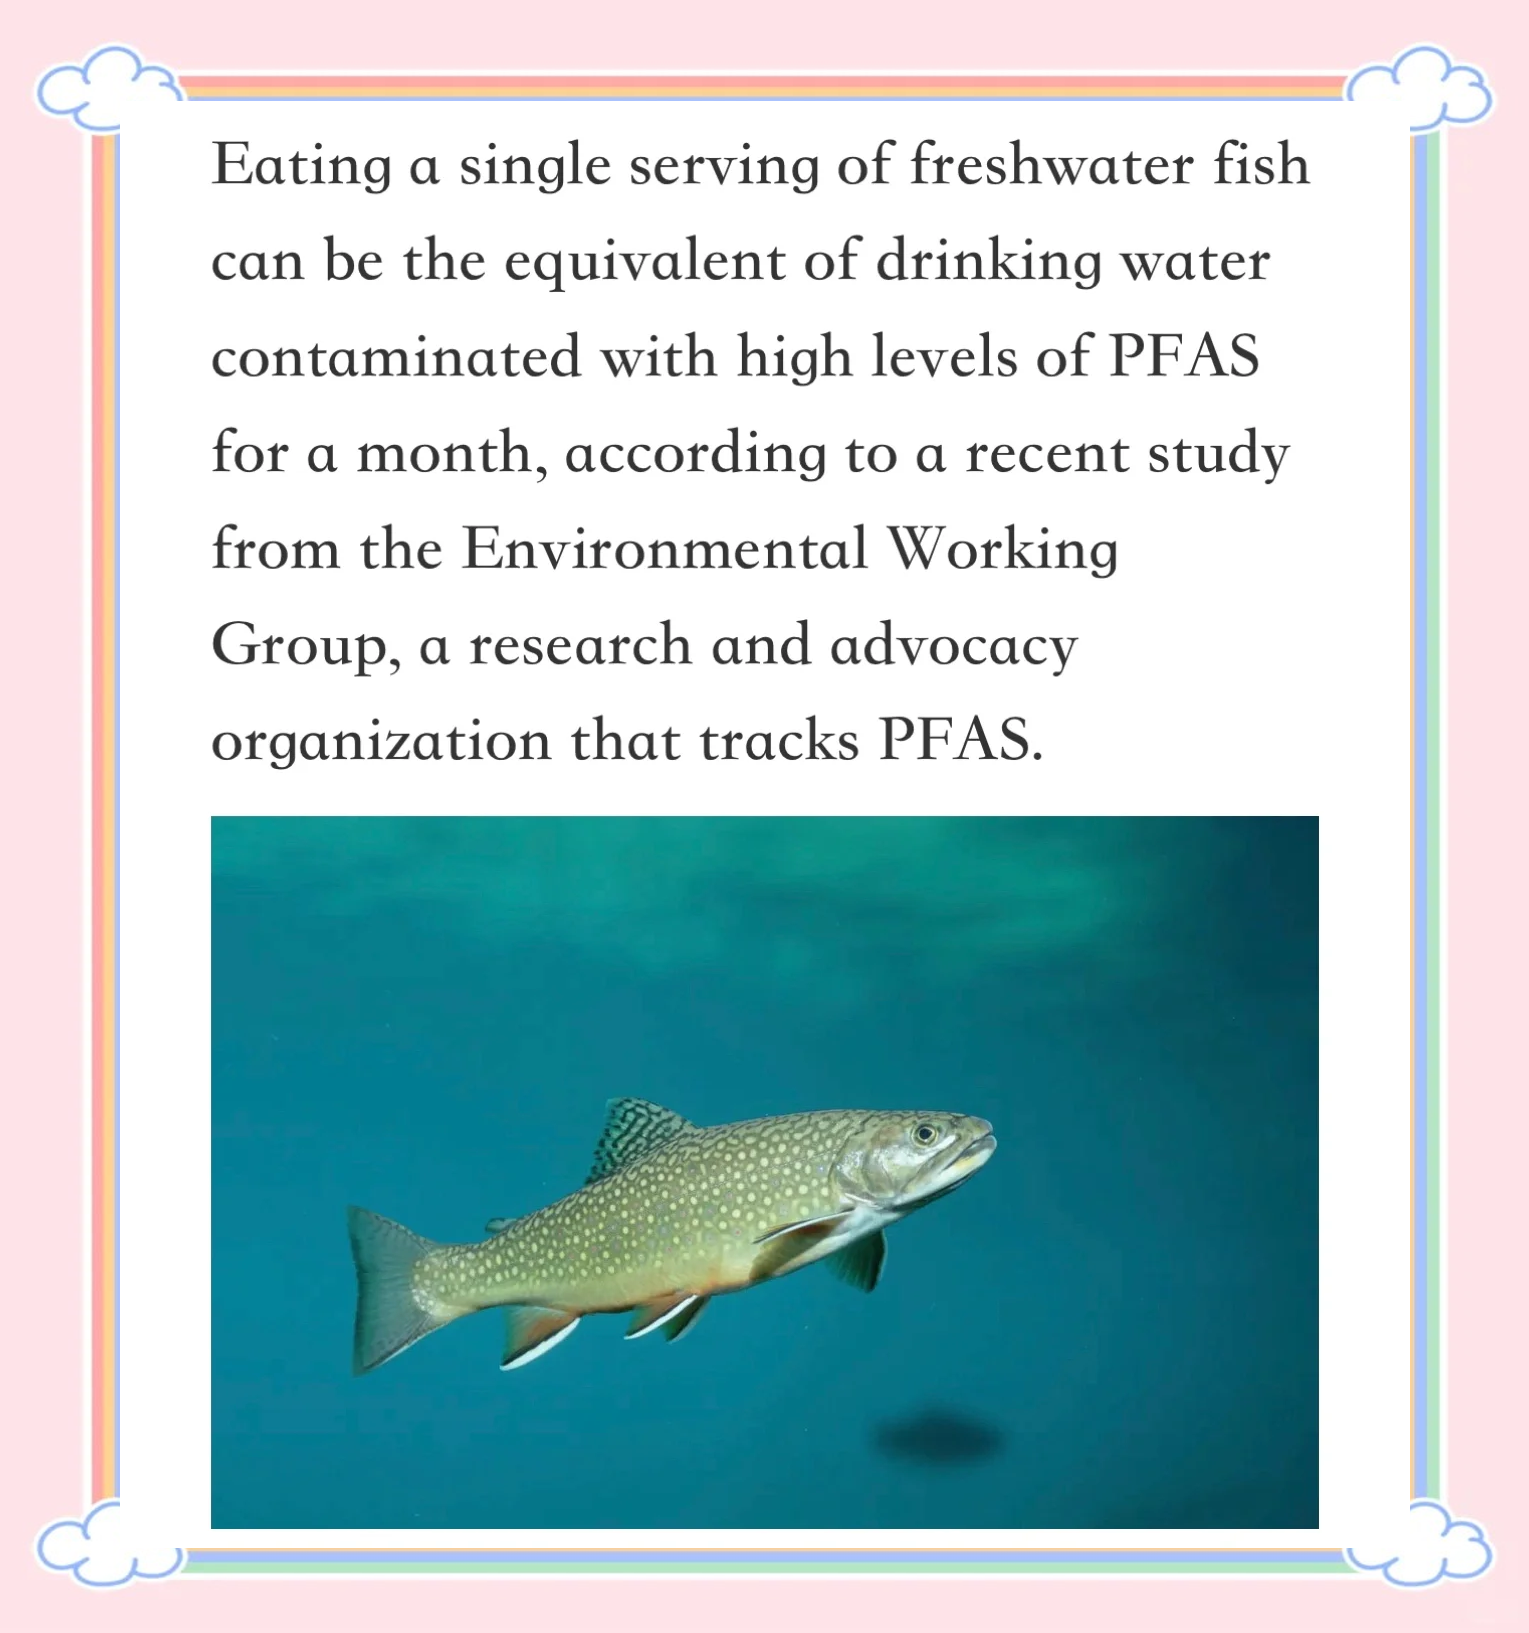 Eating a single serving of freshwater fish
can be the equivalent of drinking water
contaminated with high levels of PFAS
for a month, according to a recent study
from the Environmental Working
Group, a research and advocacy
organization that tracks PFAS.